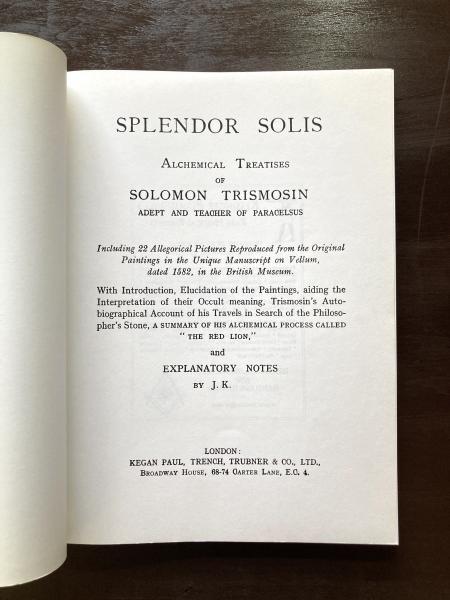 SPLENDOR SOLIS
ALCHEMICAL TREATISES
OF
SOLOMON TRISMOSIN
ADEPT AND TEACHER OF PARACELSUS
Including 22 Allegorical Pictures Reproduced from the Original
Paintings in the Unique Manuscript on Vellum,
dated 1582, in the British Museum.
With Introduction, Elucidation of the Paintings, aiding the
Interpretation of their Occult meaning, Trismosin's Auto-
biographical Account of his Travels in Search of the Philoso-
pher's Stone, A SUMMARY OF HIS ALCHEMICAL PROCESS CALLED
"THE RED LION,"
and
EXPLANATORY NOTES
BY J. K.
LONDON:
KEGAN PAUL, TRENCH, TRUBNER & CO., LTD.,
BROADWAY HOUSE, 68-74 CARTER LANE, E.C. 4.